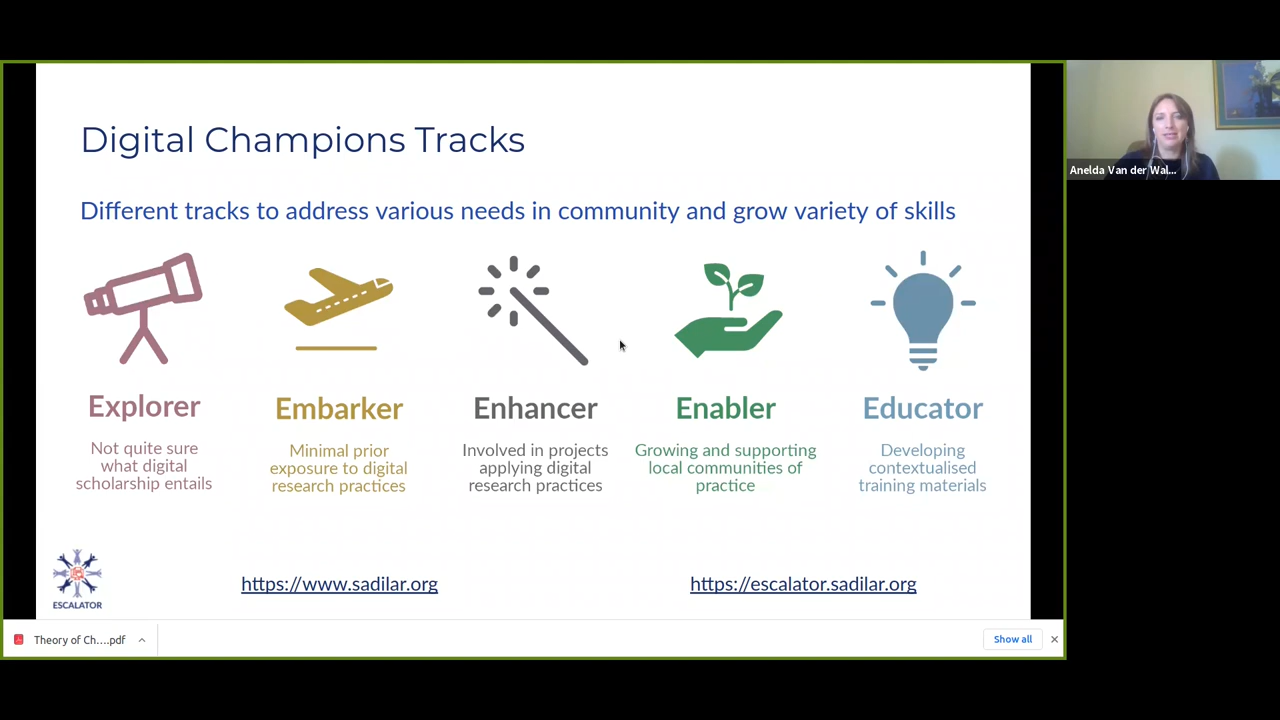 Digital Champions Tracks
Different tracks to address various needs in community and grow variety of skills
Explorer
Not quite sure
what digital
scholarship entails
Embarker
Minimal prior
exposure to digital
research practices
Enhancer
Involved in projects
applying digital
research practices
Enabler
Growing and supporting
local communities of
practice
Educator
Developing
contextualised
training materials
ESCALATOR
https://www.sadilar.org
https://escalator.sadilar.org
Theory of Ch....pdf
Show all
Anelda Van der Wal...